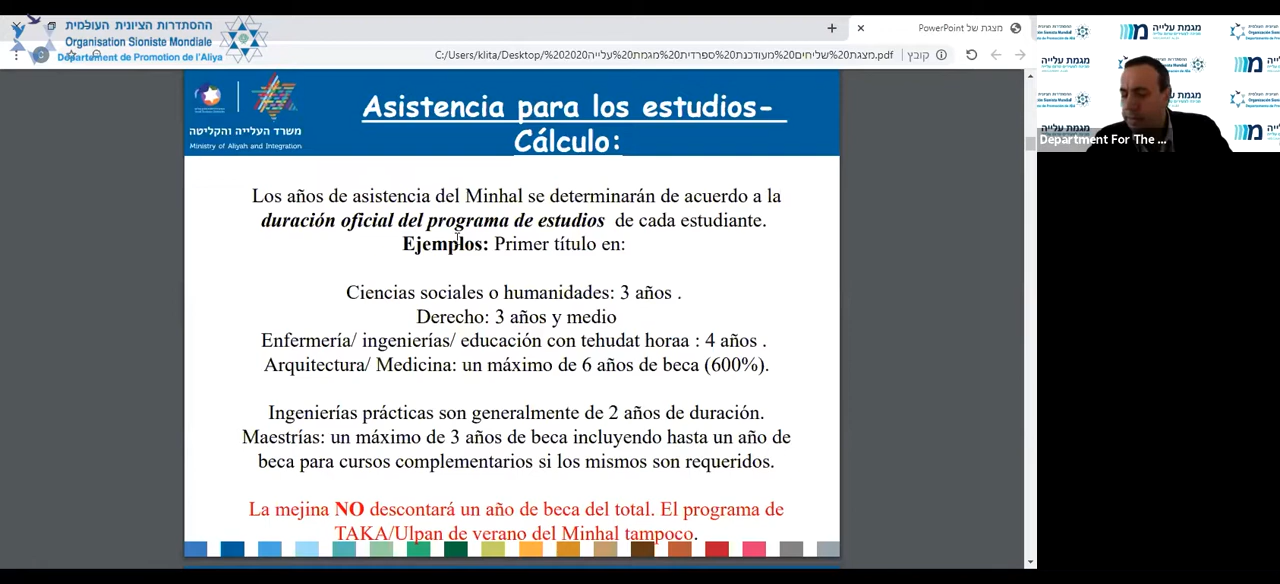 ההסתדרות הציונית העולמית
Organisation Sioniste Mondiale
Département de Promotion de l'Aliya
מצגת של PowerPoint
קובץ
C:/Users/klita/Desktop/%202020%מצגת%20שליחים%20מעודכנת%20ספרדית%20מגמת%20עלייה.pdf
משרד העלייה והקליטה
Ministry of Aliyah and Integration
Asistencia para los estudios-
Cálculo:
Los años de asistencia del Minhal se determinarán de acuerdo a la
duración oficial del programa de estudios de cada estudiante.
Ejemplos: Primer título en:
Ciencias sociales o humanidades: 3 años .
Derecho: 3 años y medio
Enfermería/ ingenierías/ educación con tehudat horaa : 4 años .
Arquitectura/ Medicina: un máximo de 6 años de beca (600%).
Ingenierías prácticas son generalmente de 2 años de duración.
Maestrías: un máximo de 3 años de beca incluyendo hasta un año de
beca para cursos complementarios si los mismos son requeridos.
La mejina NO descontará un año de beca del total. El programa de
TAKA/Ulpan de verano del Minhal tampoco.
מגמת עלייה
Department For The ...